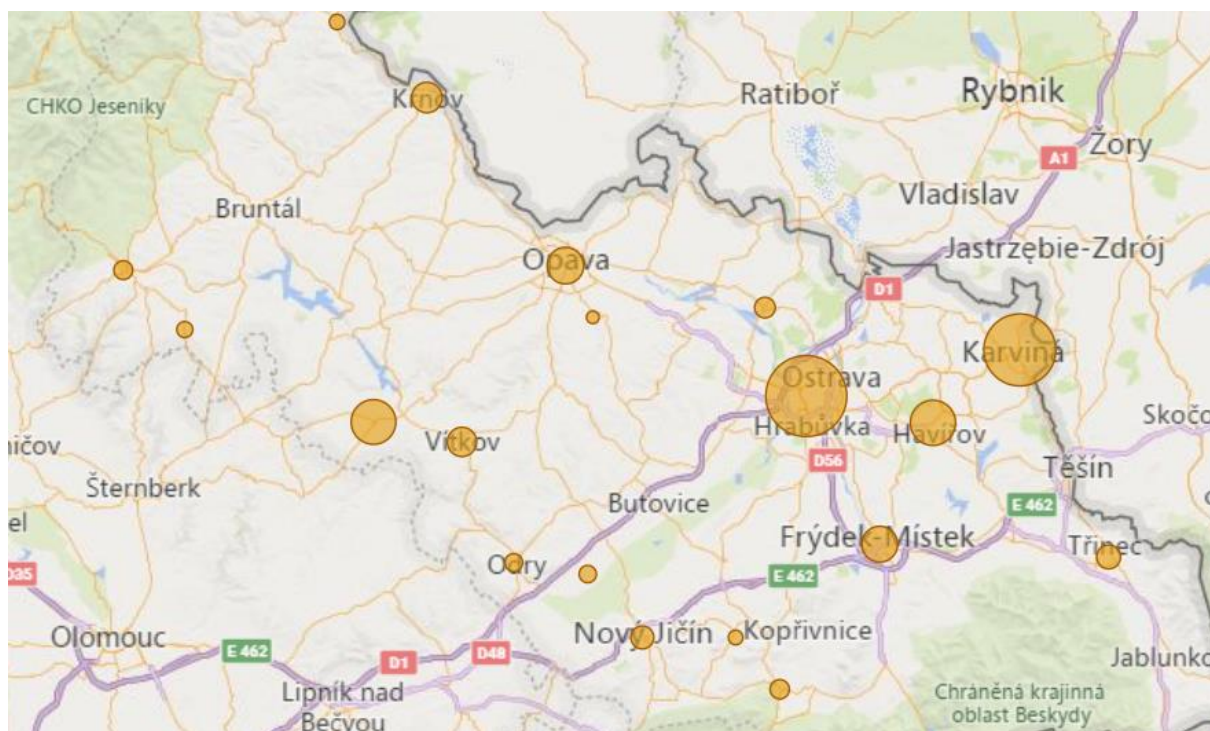 CHKO Jeseníky
Krnov
Ratiboř
Rybnik
Žory
A1
Bruntál
Vladislav
Opava
Jastrzębie-Zdrój
D1
Karviná
Ostrava
Skočo
Hrabůvka
Havířov
ničov
Vítkov
D56
Těšín
Šternberk
Butovice
E 462
el
Frýdek-Místek
Třinec
D35
Odry
E 462
Olomouc
E 462
D1
D48
Nový Jičín
Kopřivnice
Jablunko
Lipník nad
Bečvou
Chráněná krajinná
oblast Beskydy